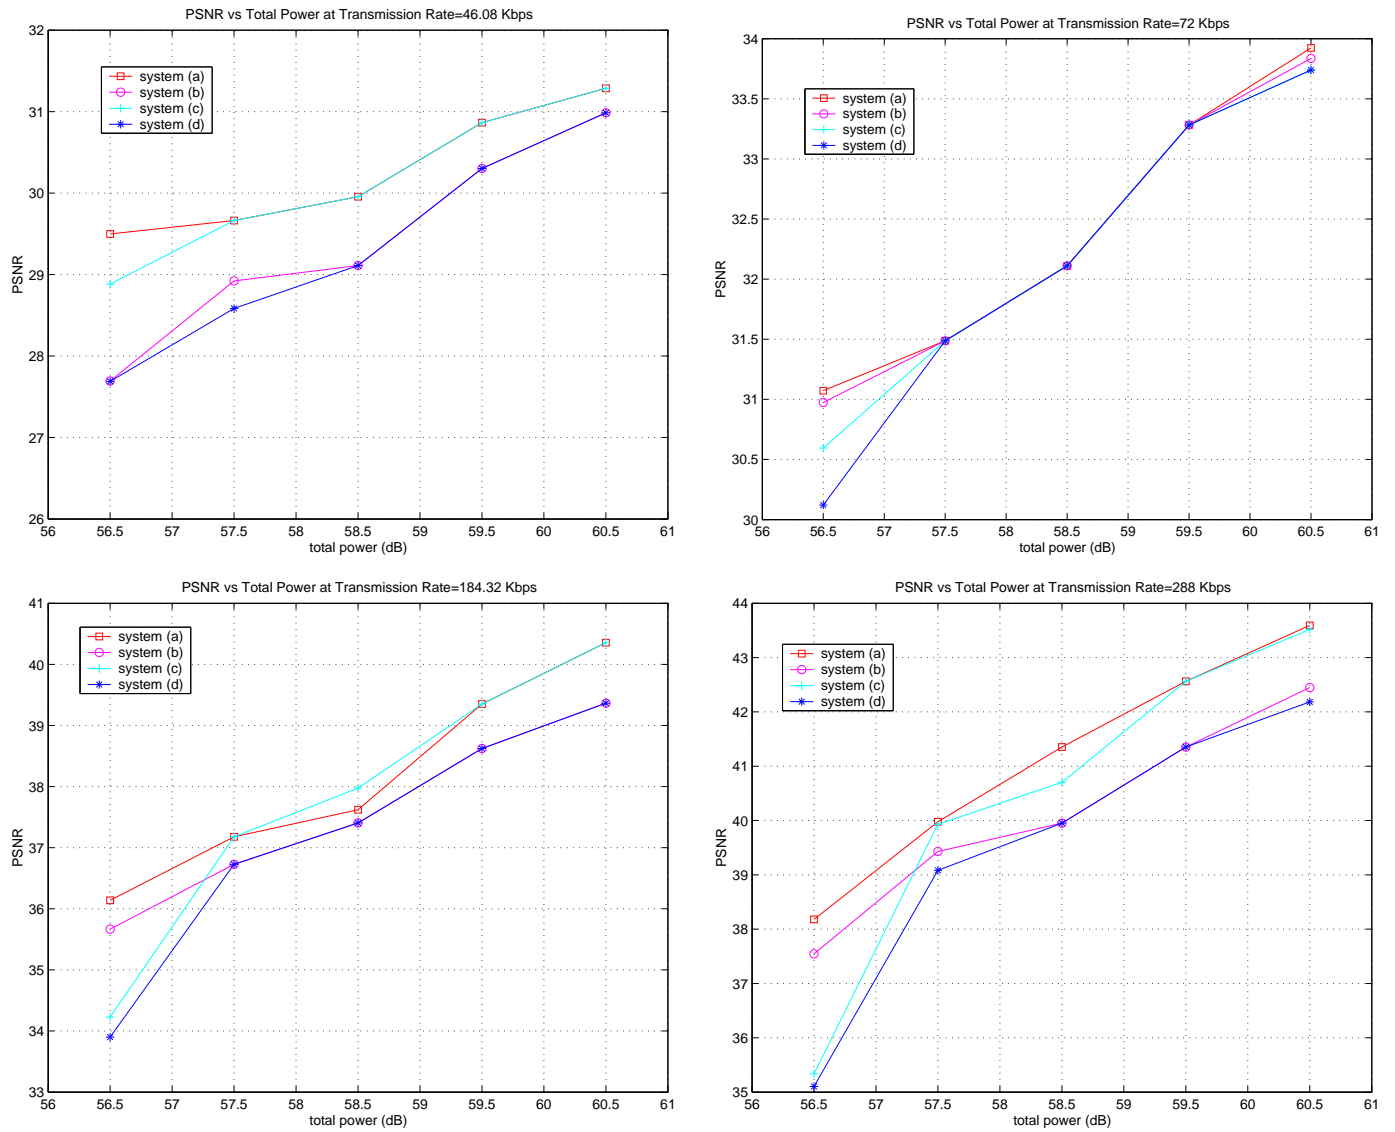 PSNR vs Total Power at Transmission Rate=46.08 Kbps
32
31
30
29
28
27
26
PSNR
system (a)
system (b)
system (c)
system (d)
56 56.5 57 57.5 58 58.5 59 59.5 60 60.5 61
total power (dB)
PSNR vs Total Power at Transmission Rate=72 Kbps
34
33.5
33
32.5
32
31.5
31
30.5
30
PSNR
system (a)
system (b)
system (c)
system (d)
56 56.5 57 57.5 58 58.5 59 59.5 60 60.5 61
total power (dB)
PSNR vs Total Power at Transmission Rate=184.32 Kbps
41
40
39
38
37
36
35
34
33
PSNR
system (a)
system (b)
system (c)
system (d)
56 56.5 57 57.5 58 58.5 59 59.5 60 60.5 61
total power (dB)
PSNR vs Total Power at Transmission Rate=288 Kbps
44
43
42
41
40
39
38
37
36
35
PSNR
system (a)
system (b)
system (c)
system (d)
56 56.5 57 57.5 58 58.5 59 59.5 60 60.5 61
total power (dB)